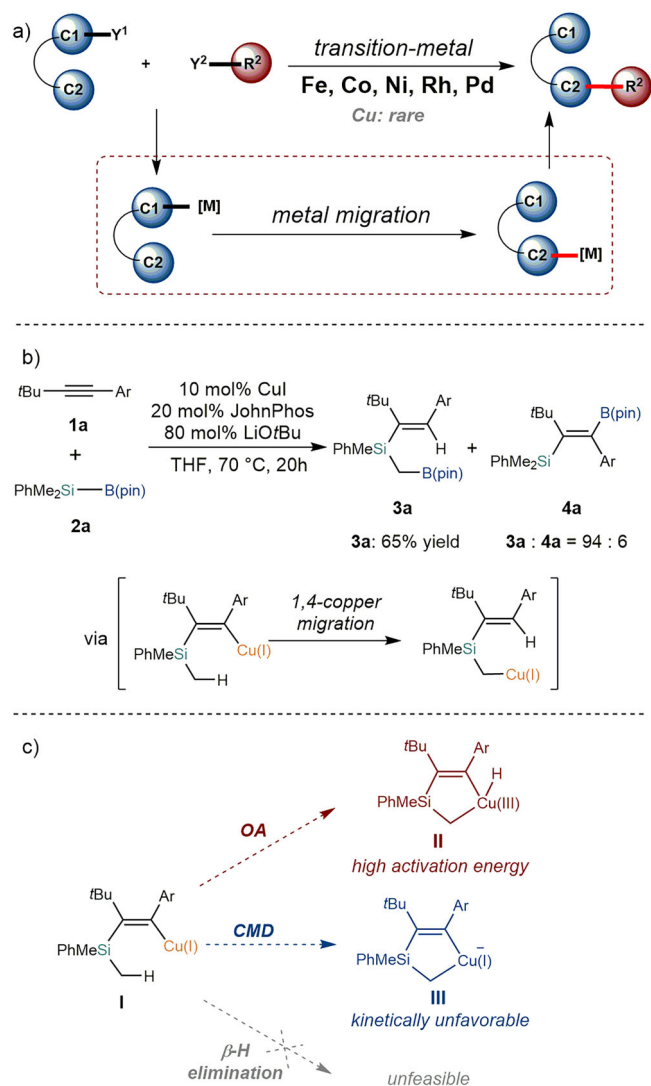 a)
C1 Y¹
C2
+
Y² R²
transition-metal
Fe, Co, Ni, Rh, Pd
Cu: rare
C1
C2 R²
C1 [M]
C2
metal migration
C1
C2 [M]
b)
tBu Ar
1a
+
PhMe₂Si B(pin)
2a
10 mol% CuI
20 mol% JohnPhos
80 mol% LiOtBu
THF, 70 °C, 20h
tBu Ar
PhMeSi H
B(pin)
3a
3a: 65% yield
+
tBu B(pin)
PhMe₂Si Ar
4a
3a : 4a = 94 : 6
via
tBu Ar
PhMeSi Cu(I)
H
1,4-copper
migration
tBu Ar
PhMeSi H
Cu(I)
c)
tBu Ar
PhMeSi Cu(I)
H
I
OA
tBu Ar
H
PhMeSi Cu(III)
II
high activation energy
CMD
tBu Ar
PhMeSi Cu(I) −
III
kinetically unfavorable
β-H
elimination
unfeasible